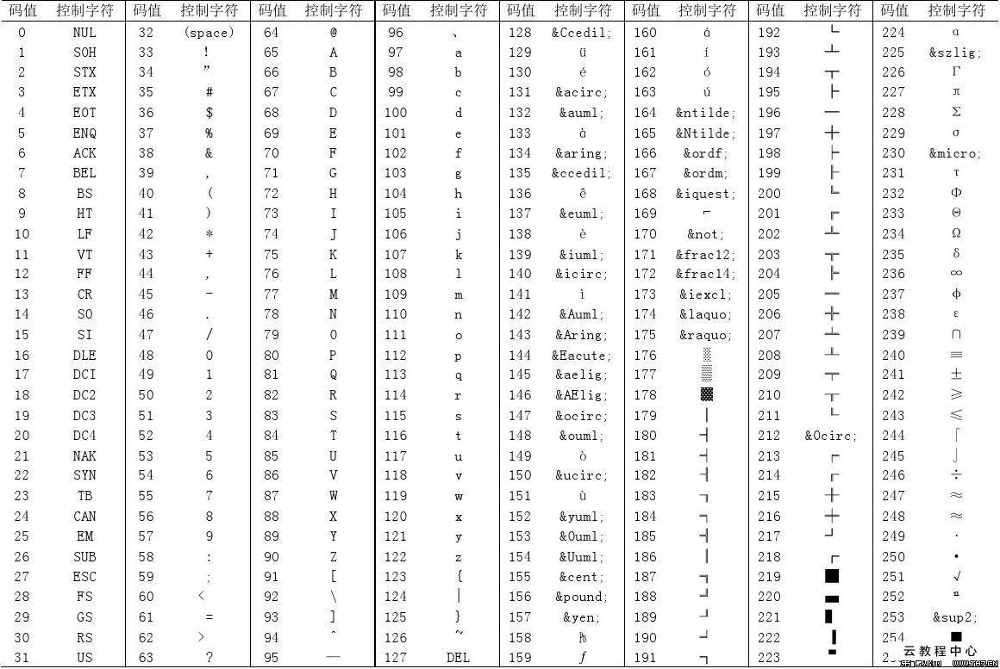 码值 控制字符 码值 控制字符 码值 控制字符 码值 控制字符 码值 控制字符 码值 控制字符 码值 控制字符 码值 控制字符
0 NUL 32 (space) 64 @ 96 、 128 &Ccedil; 160 á 192 └ 224 α
1 SOH 33 ! 65 A 97 a 129 ü 161 í 193 ┴ 225 &szlig;
2 STX 34 ” 66 B 98 b 130 é 162 ó 194 ┬ 226 Γ
3 ETX 35 # 67 C 99 c 131 &acirc; 163 ú 195 ├ 227 π
4 EOT 36 $ 68 D 100 d 132 &auml; 164 &ntilde; 196 ─ 228 Σ
5 ENQ 37 % 69 E 101 e 133 à 165 &Ntilde; 197 ┼ 229 σ
6 ACK 38 & 70 F 102 f 134 &aring; 166 &ordf; 198 ╞ 230 &micro;
7 BEL 39 , 71 G 103 g 135 &ccedil; 167 &ordm; 199 ╟ 231 τ
8 BS 40 ( 72 H 104 h 136 ê 168 &iquest; 200 ╚ 232 Φ
9 HT 41 ) 73 I 105 i 137 &euml; 169 ⌐ 201 ╔ 233 Θ
10 LF 42 * 74 J 106 j 138 è 170 &not; 202 ╩ 234 Ω
11 VT 43 + 75 K 107 k 139 &iuml; 171 &frac12; 203 ╦ 235 δ
12 FF 44 , 76 L 108 l 140 &icirc; 172 &frac14; 204 ╠ 236 ∞
13 CR 45 - 77 M 109 m 141 ì 173 &iexcl; 205 ═ 237 φ
14 SO 46 . 78 N 110 n 142 &Auml; 174 &laquo; 206 ╬ 238 ε
15 SI 47 / 79 O 111 o 143 &Aring; 175 &raquo; 207 ╧ 239 ∩
16 DLE 48 0 80 P 112 p 144 &Eacute; 176 ░ 208 ╨ 240 ≡
17 DCI 49 1 81 Q 113 q 145 &aelig; 177 ▒ 209 ╤ 241 ±
18 DC2 50 2 82 R 114 r 146 &AElig; 178 ▓ 210 ╥ 242 ≥
19 DC3 51 3 83 S 115 s 147 &ocirc; 179 │ 211 ╙ 243 ≤
20 DC4 52 4 84 T 116 t 148 &ouml; 180 ┤ 212 &Ocirc; 244 ⌠
21 NAK 53 5 85 U 117 u 149 ò 181 ╡ 213 ╒ 245 ⌡
22 SYN 54 6 86 V 118 v 150 &ucirc; 182 ╢ 214 ╓ 246 ÷
23 TB 55 7 87 W 119 w 151 ù 183 ╖ 215 ╫ 247 ≈
24 CAN 56 8 88 X 120 x 152 &yuml; 184 ╕ 216 ╪ 248 ≈
25 EM 57 9 89 Y 121 y 153 &Ouml; 185 ╣ 217 ┘ 249 ·
26 SUB 58 : 90 Z 122 z 154 &Uuml; 186 ║ 218 ┌ 250 •
27 ESC 59 ; 91 [ 123 { 155 &cent; 187 ╗ 219 █ 251 √
28 FS 60 < 92 \ 124 | 156 &pound; 188 ╝ 220 ▄ 252 ⁿ
29 GS 61 = 93 ] 125 } 157 &yen; 189 ╜ 221 ▌ 253 &sup2;
30 RS 62 > 94 ^ 126 ~ 158 ₧ 190 ╛ 222 ▐ 254 ■
31 US 63 ? 95 — 127 DEL 159 ƒ 191 ┐ 223 ▀
云教程中心